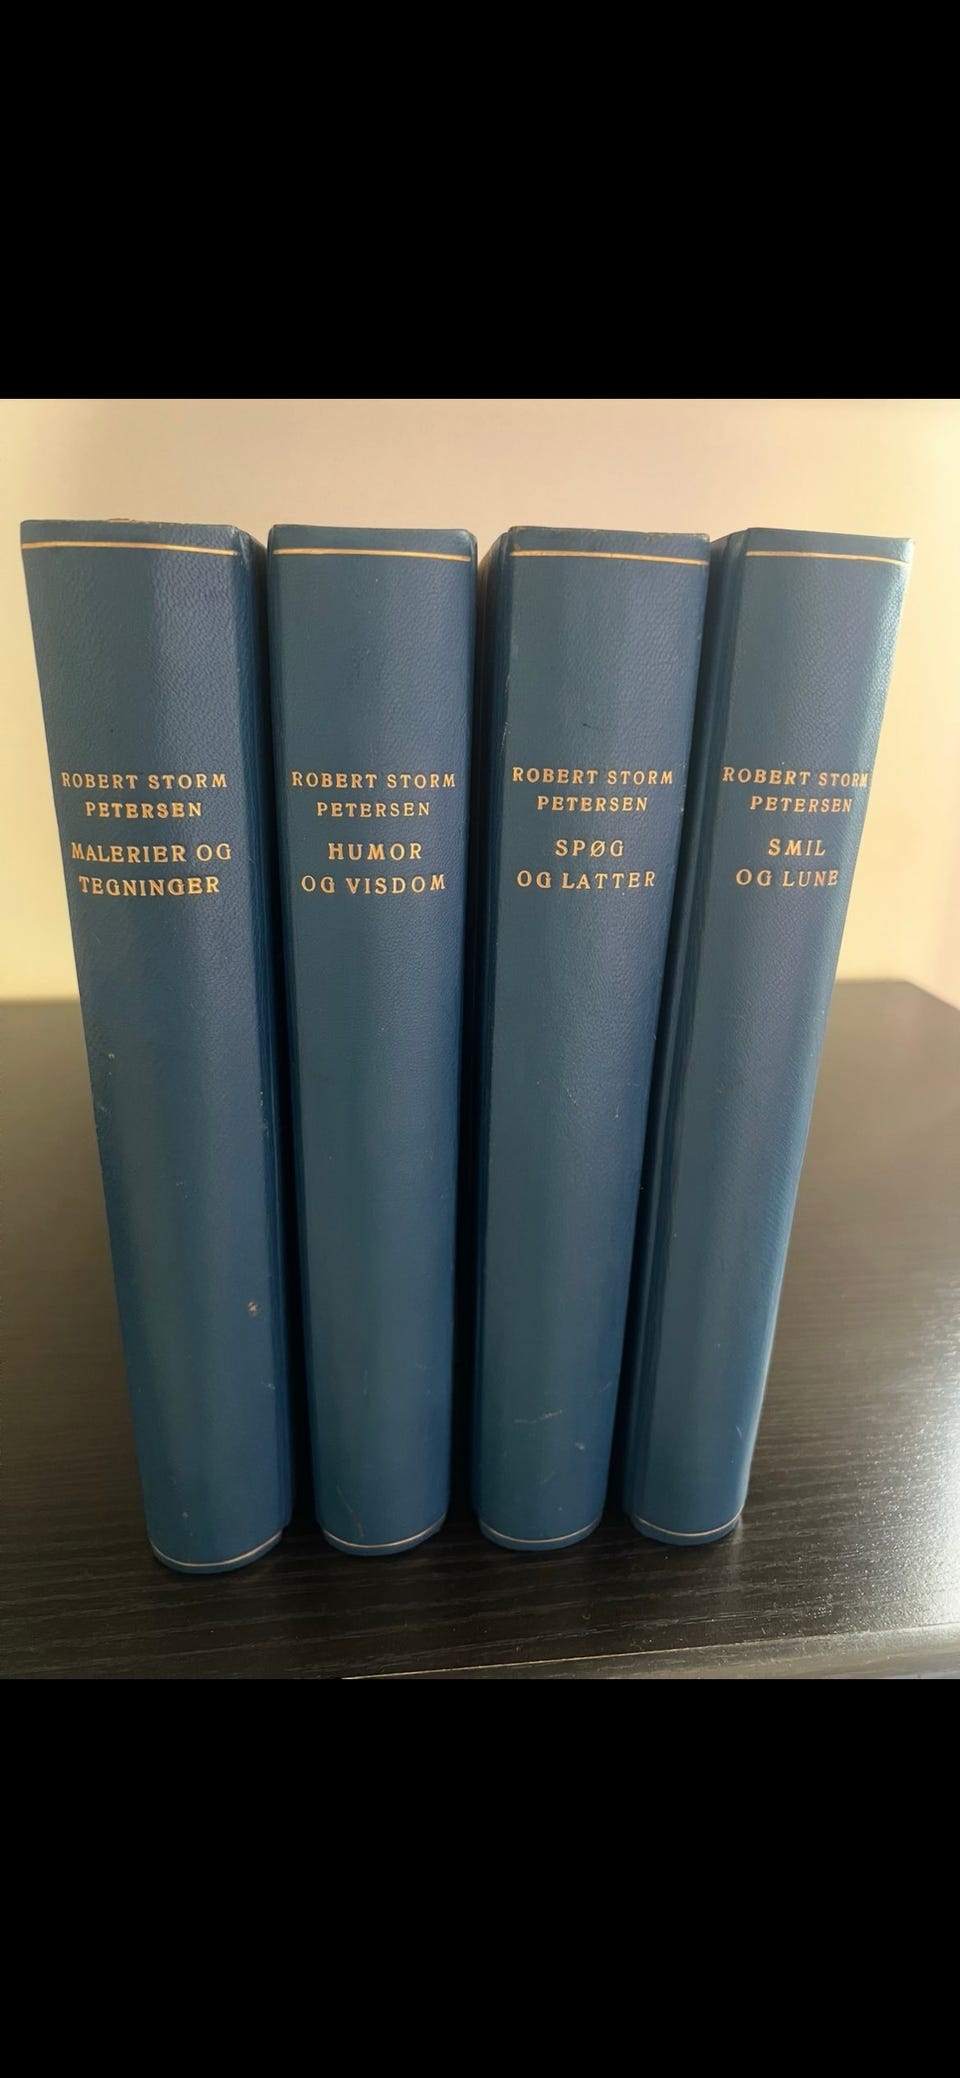 ROBERT STORM
PETERSEN
MALERIER OG
TEGNINGER
ROBERT STORM
PETERSEN
HUMOR
OG VISDOM
ROBERT STORM
PETERSEN
SPØG
OG LATTER
ROBERT STORM
PETERSEN
SMIL
OG LUNE